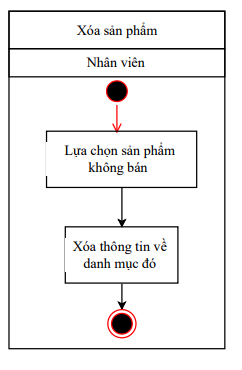 Xóa sản phẩm
Nhân viên
Lựa chọn sản phẩm
không bán
Xóa thông tin về
danh mục đó